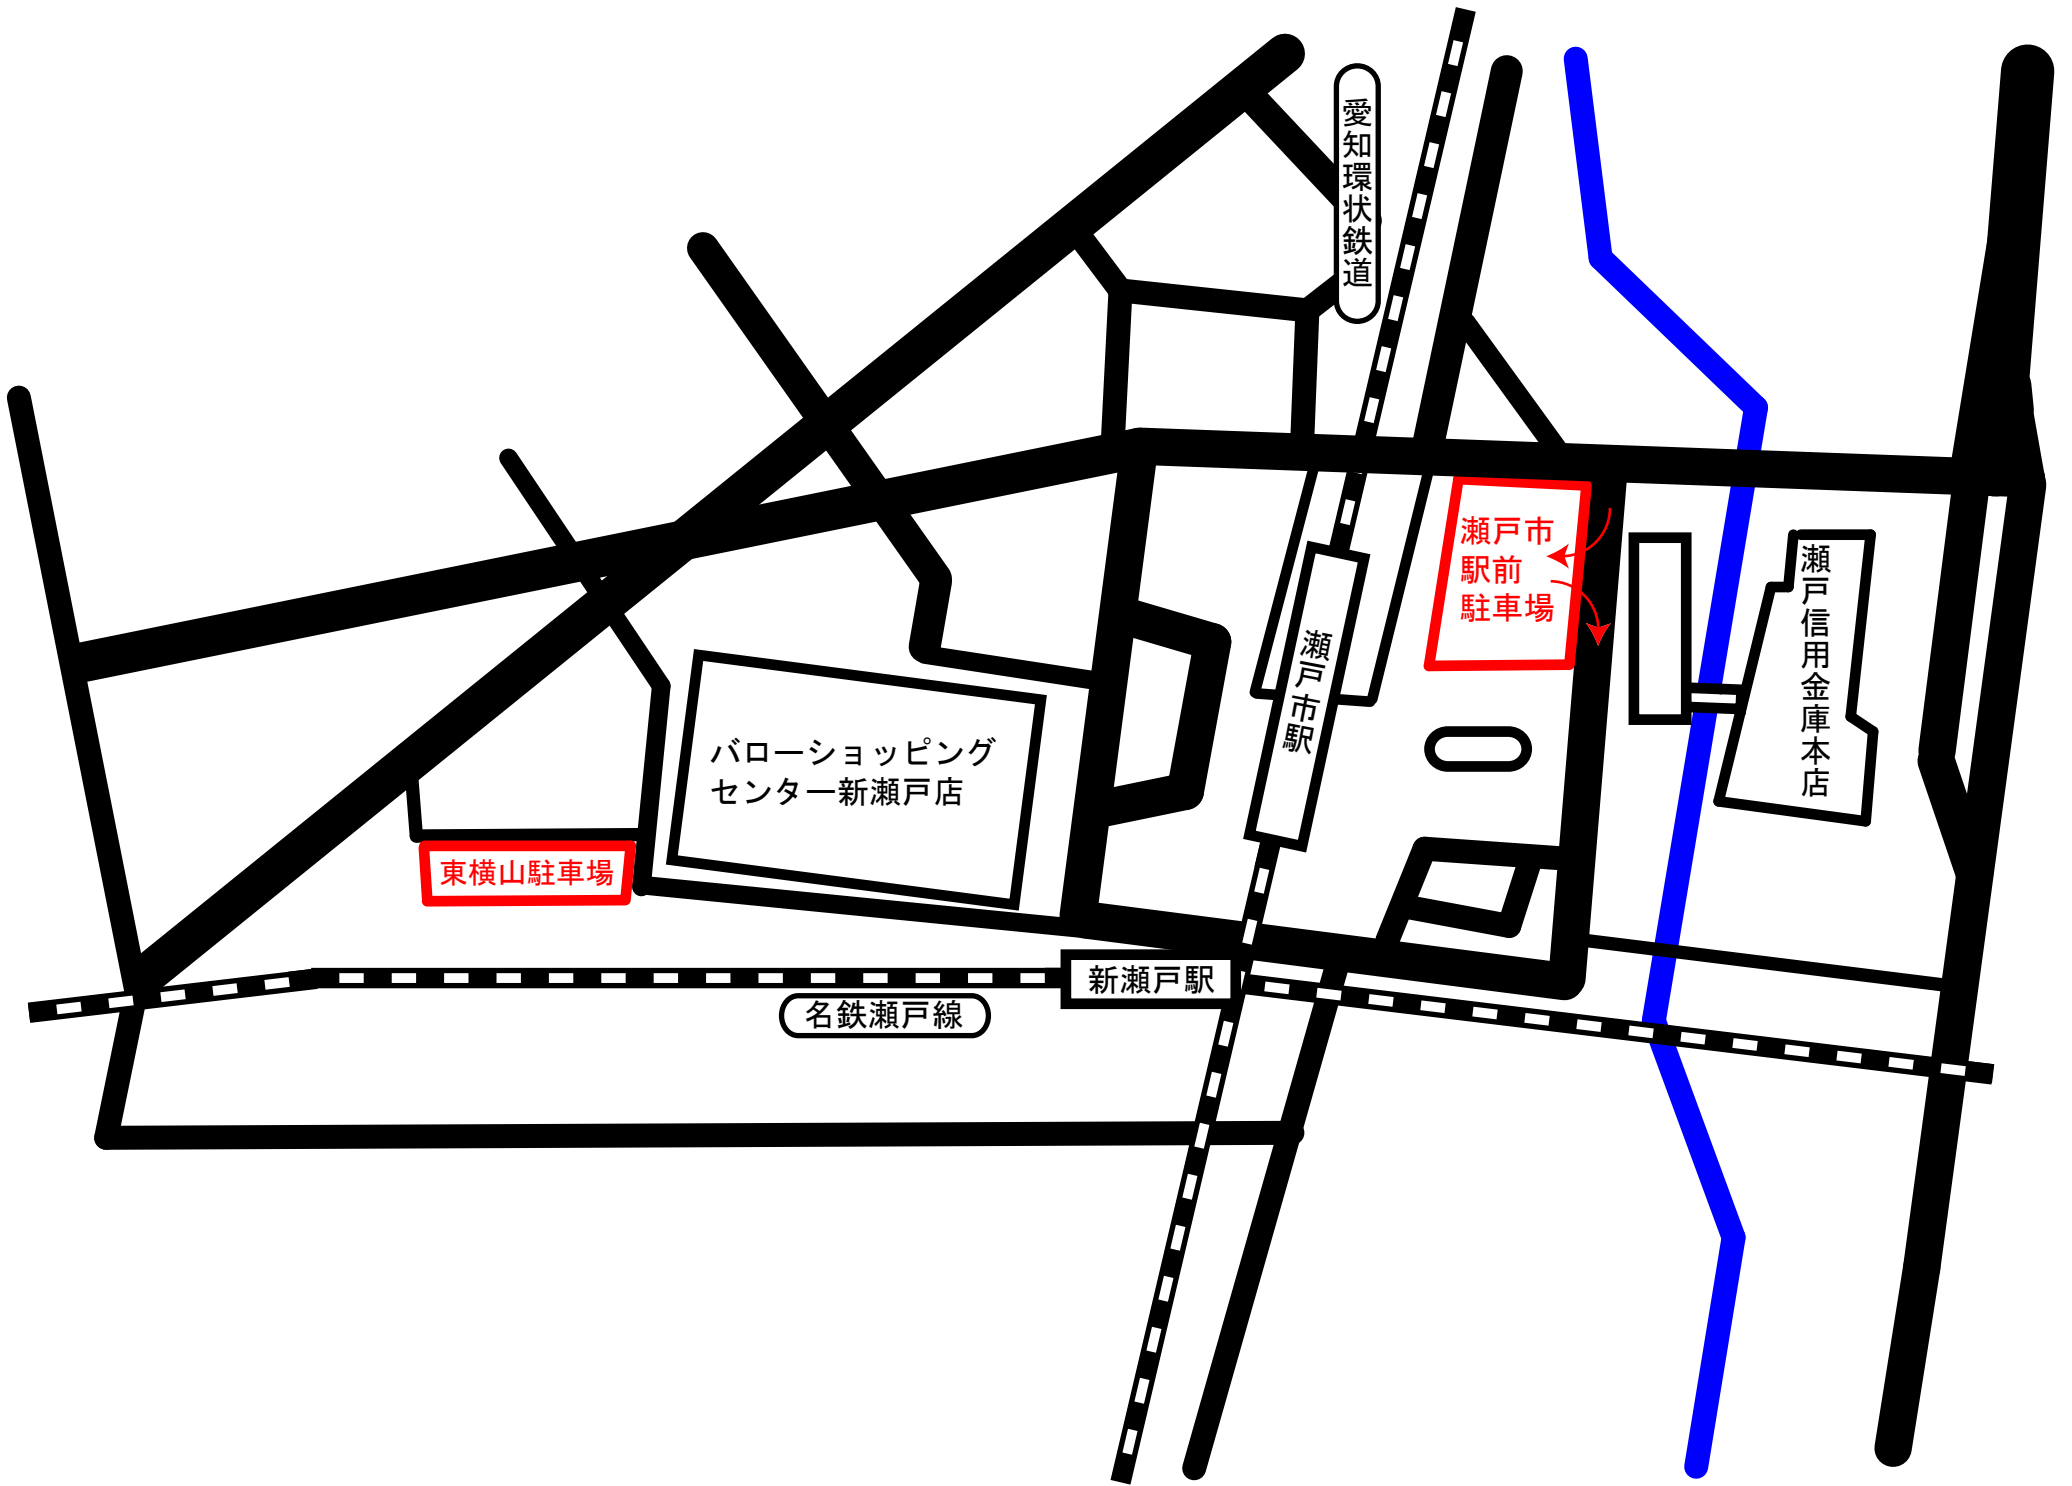 愛知環状鉄道
瀬戸市
駅前
駐車場
瀬戸信用金庫本店
瀬戸市駅
バローショッピング
センター新瀬戸店
東横山駐車場
新瀬戸駅
名鉄瀬戸線